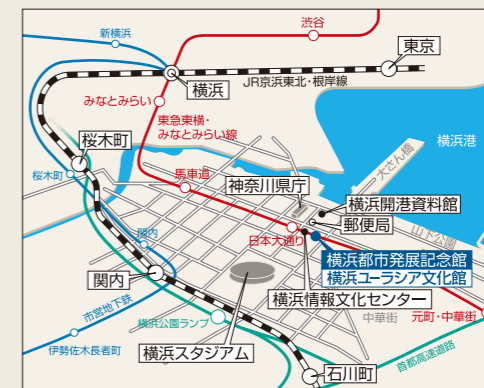 渋谷
新横浜
東京
横浜
JR京浜東北・根岸線
みなとみらい
東急東横・
みなとみらい線
横浜港
桜木町
大さん橋
馬車道
神奈川県庁
桜木町
横浜開港資料館
山下公園
郵便局
日本大通り
関内
横浜都市発展記念館
横浜ユーラシア文化館
関内
横浜情報文化センター
市営地下鉄
中華街
元町・中華街
横浜公園ランプ
伊勢佐木長者町
横浜スタジアム
首都高速道路
石川町